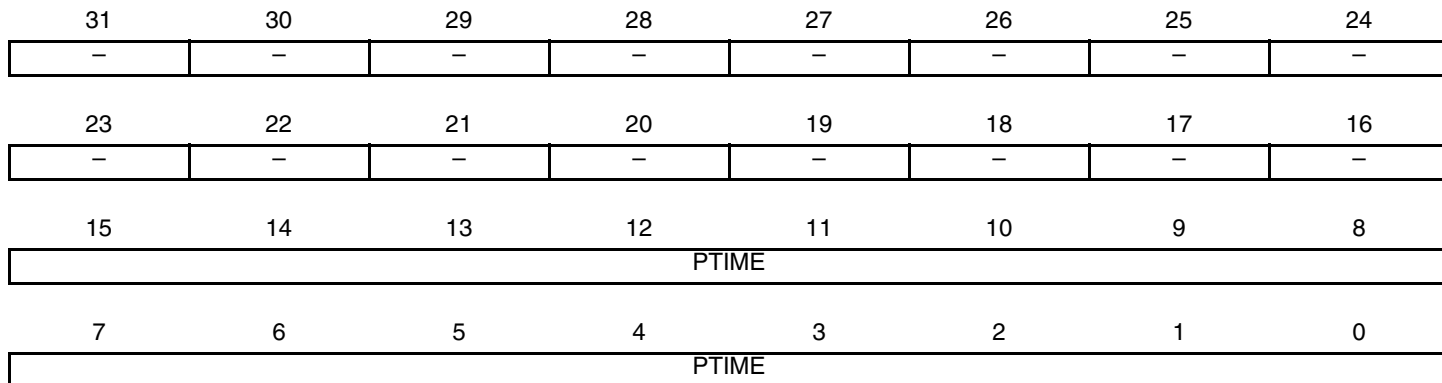 31 30 29 28 27 26 25 24
– – – – – – – –
23 22 21 20 19 18 17 16
– – – – – – – –
15 14 13 12 11 10 9 8
PTIME
7 6 5 4 3 2 1 0
PTIME